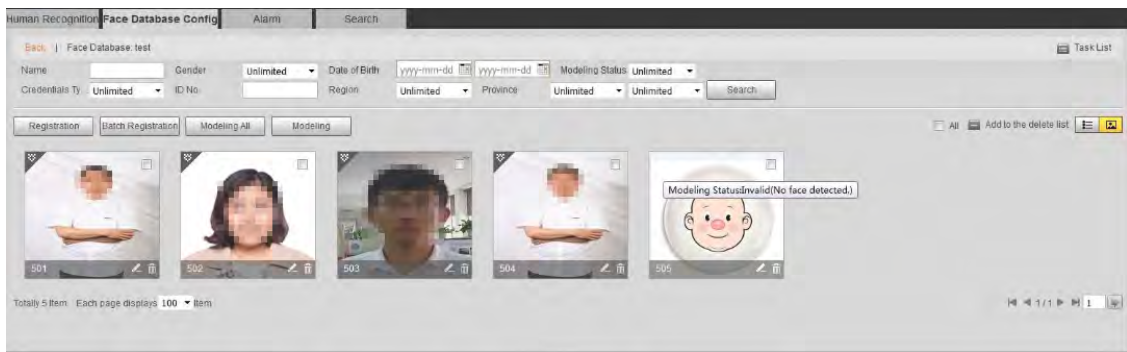 Human Recognition Face Database Config Alarm Search
Back | Face Database: test Task List
Name Gender Unlimited Date of Birth yyyy-mm-dd yyyy-mm-dd Modeling Status Unlimited
Credentials Ty Unlimited ID No. Region Unlimited Province Unlimited Unlimited Search
Registration Batch Registration Modeling All Modeling All Add to the delete list
Modeling Status:Invalid(No face detected.)
501 502 503 504 505
Totally 5 Item Each page displays 100 Item 1/1 1